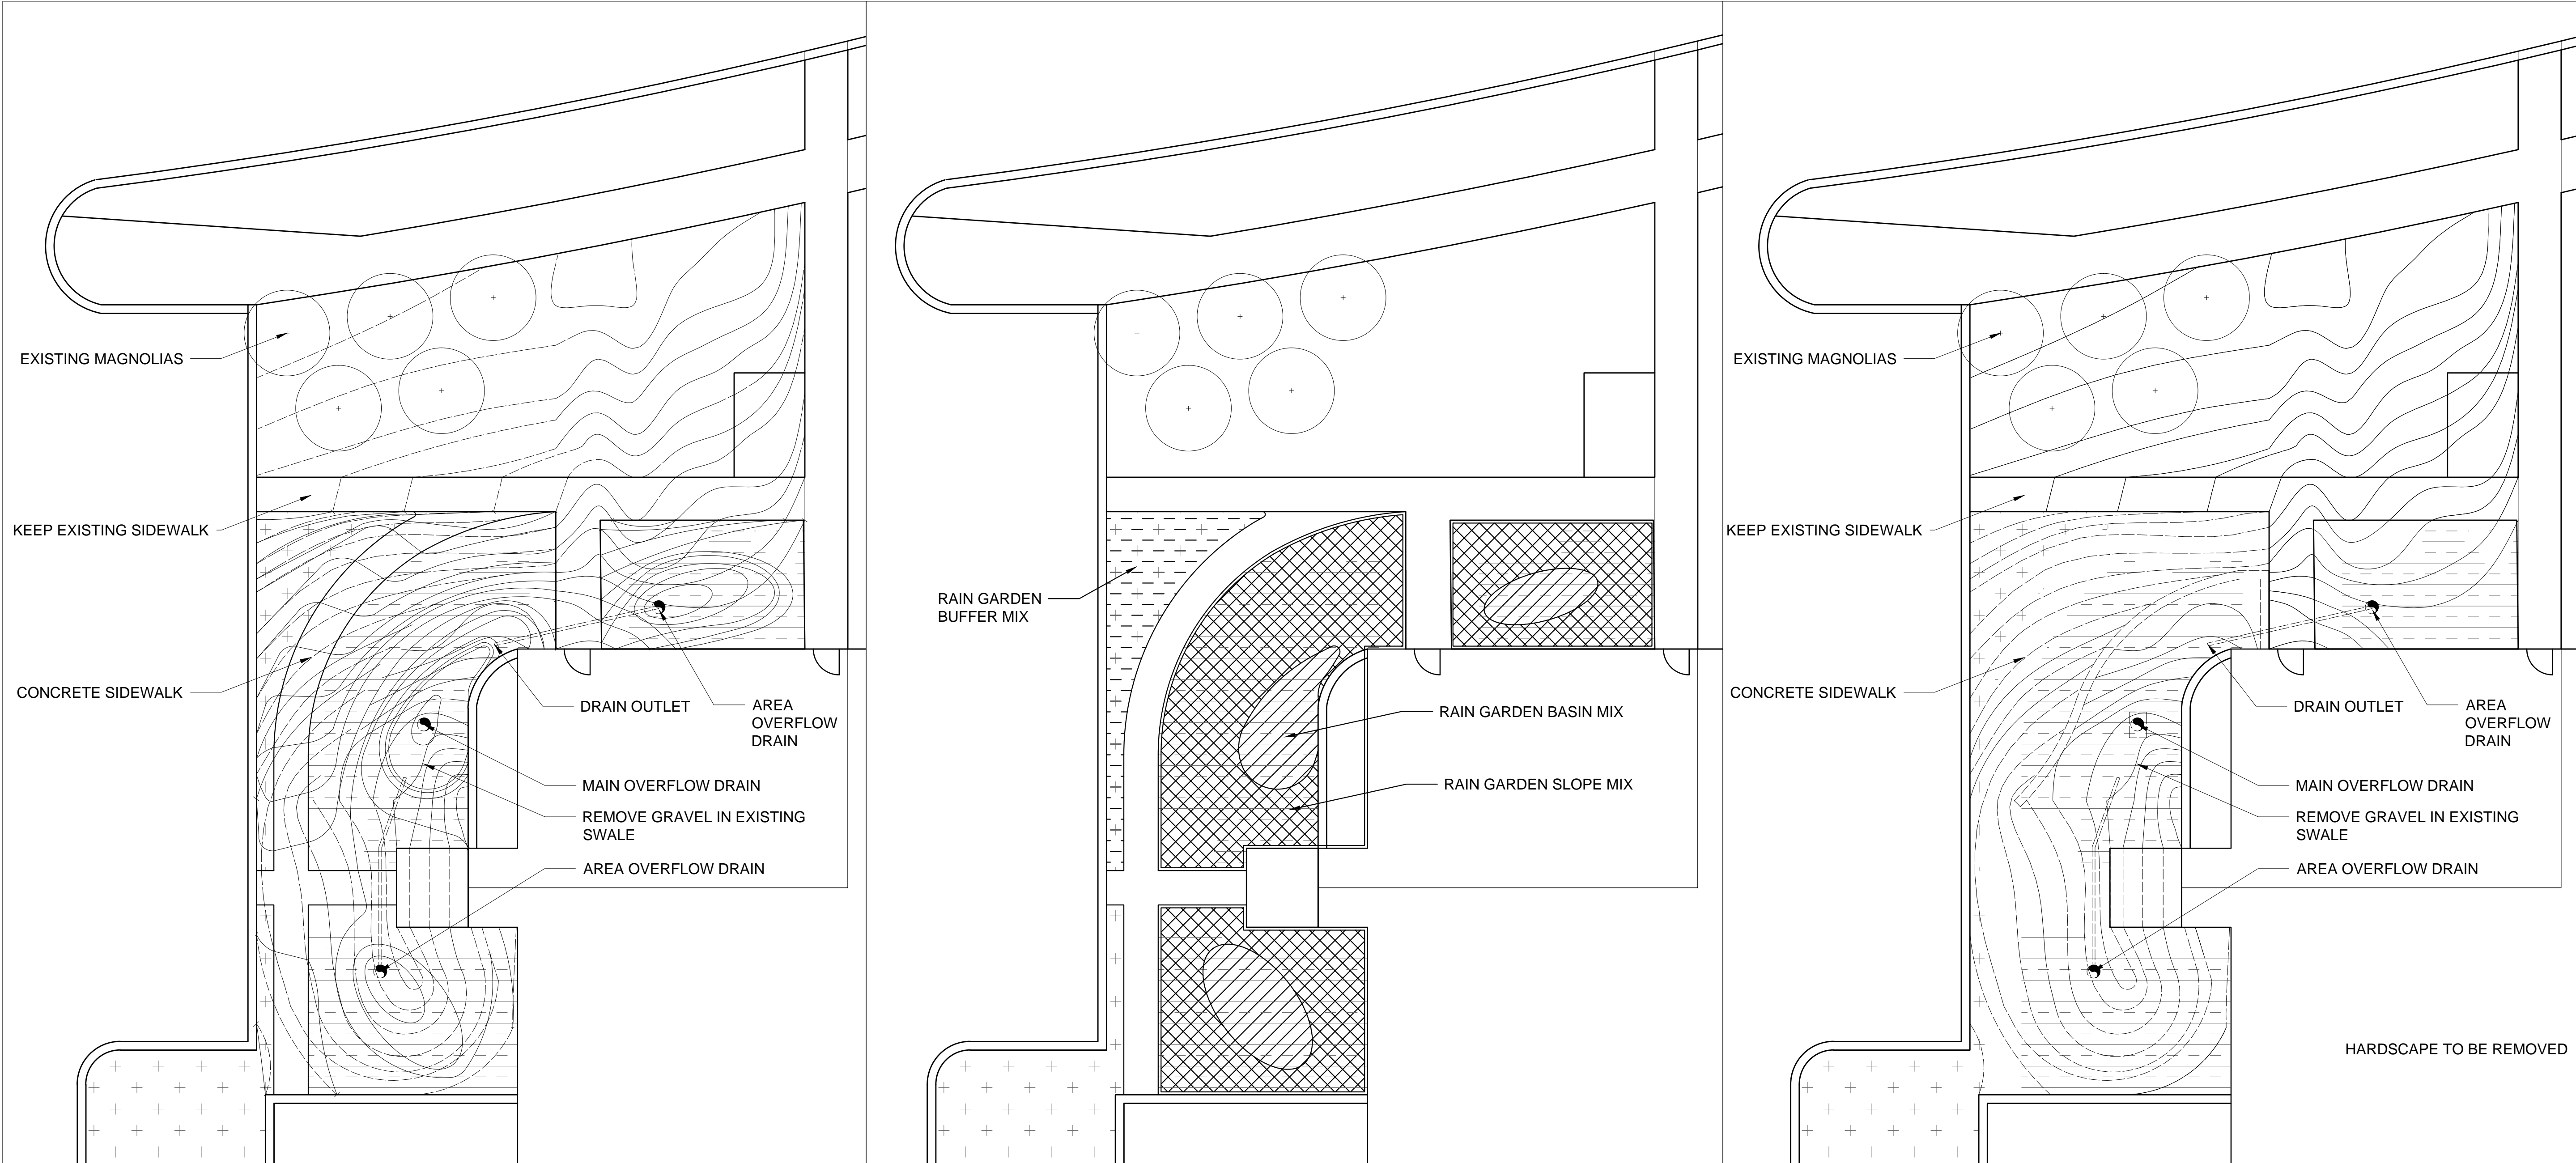 EXISTING MAGNOLIAS
KEEP EXISTING SIDEWALK
CONCRETE SIDEWALK
DRAIN OUTLET
AREA
OVERFLOW
DRAIN
MAIN OVERFLOW DRAIN
REMOVE GRAVEL IN EXISTING
SWALE
AREA OVERFLOW DRAIN
RAIN GARDEN
BUFFER MIX
RAIN GARDEN BASIN MIX
RAIN GARDEN SLOPE MIX
EXISTING MAGNOLIAS
KEEP EXISTING SIDEWALK
CONCRETE SIDEWALK
DRAIN OUTLET
AREA
OVERFLOW
DRAIN
MAIN OVERFLOW DRAIN
REMOVE GRAVEL IN EXISTING
SWALE
AREA OVERFLOW DRAIN
HARDSCAPE TO BE REMOVED